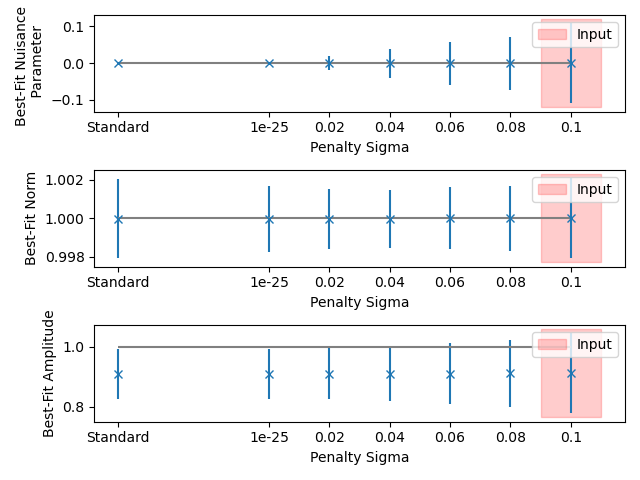 Best-Fit Nuisance
Parameter
0.1
0.0
−0.1
Input
Standard 1e-25 0.02 0.04 0.06 0.08 0.1
Penalty Sigma
Best-Fit Norm
1.002
1.000
0.998
Input
Standard 1e-25 0.02 0.04 0.06 0.08 0.1
Penalty Sigma
Best-Fit Amplitude
1.0
0.8
Input
Standard 1e-25 0.02 0.04 0.06 0.08 0.1
Penalty Sigma